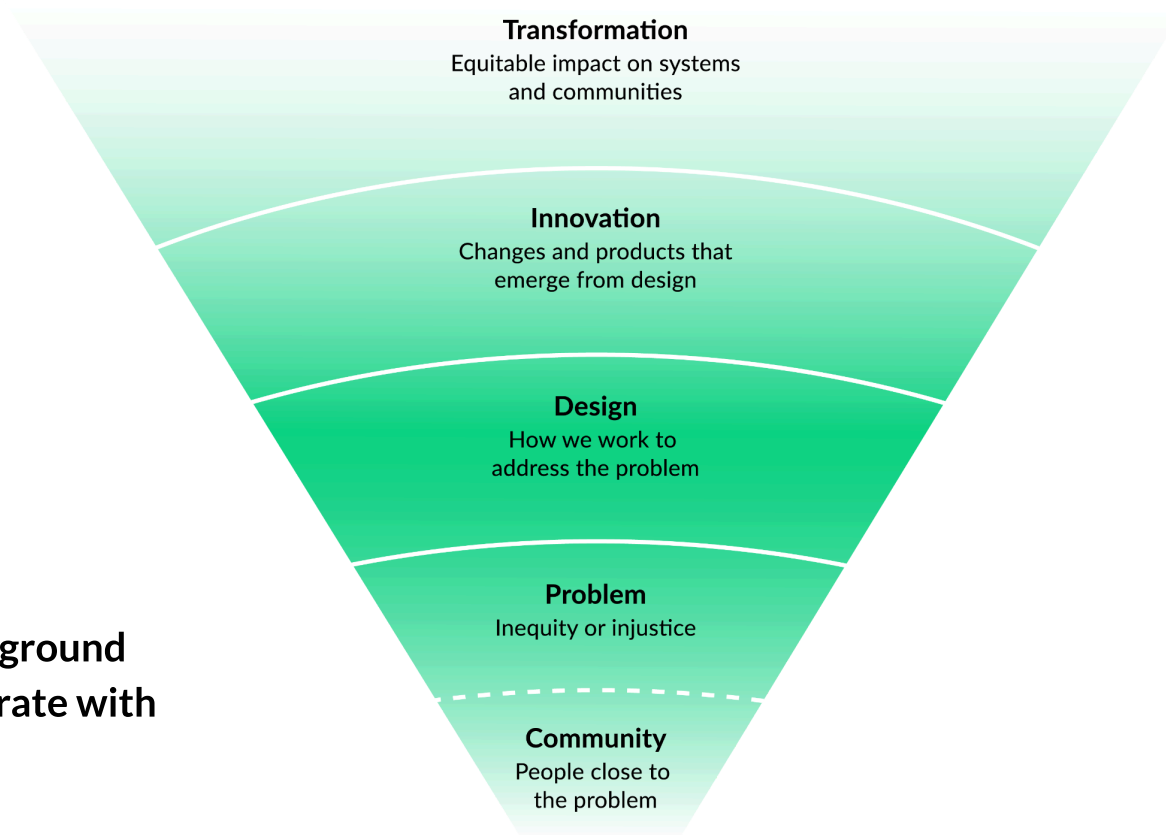 Transformation
Equitable impact on systems
and communities
Innovation
Changes and products that
emerge from design
Design
How we work to
address the problem
Problem
Inequity or injustice
ground
rate with
Community
People close to
the problem